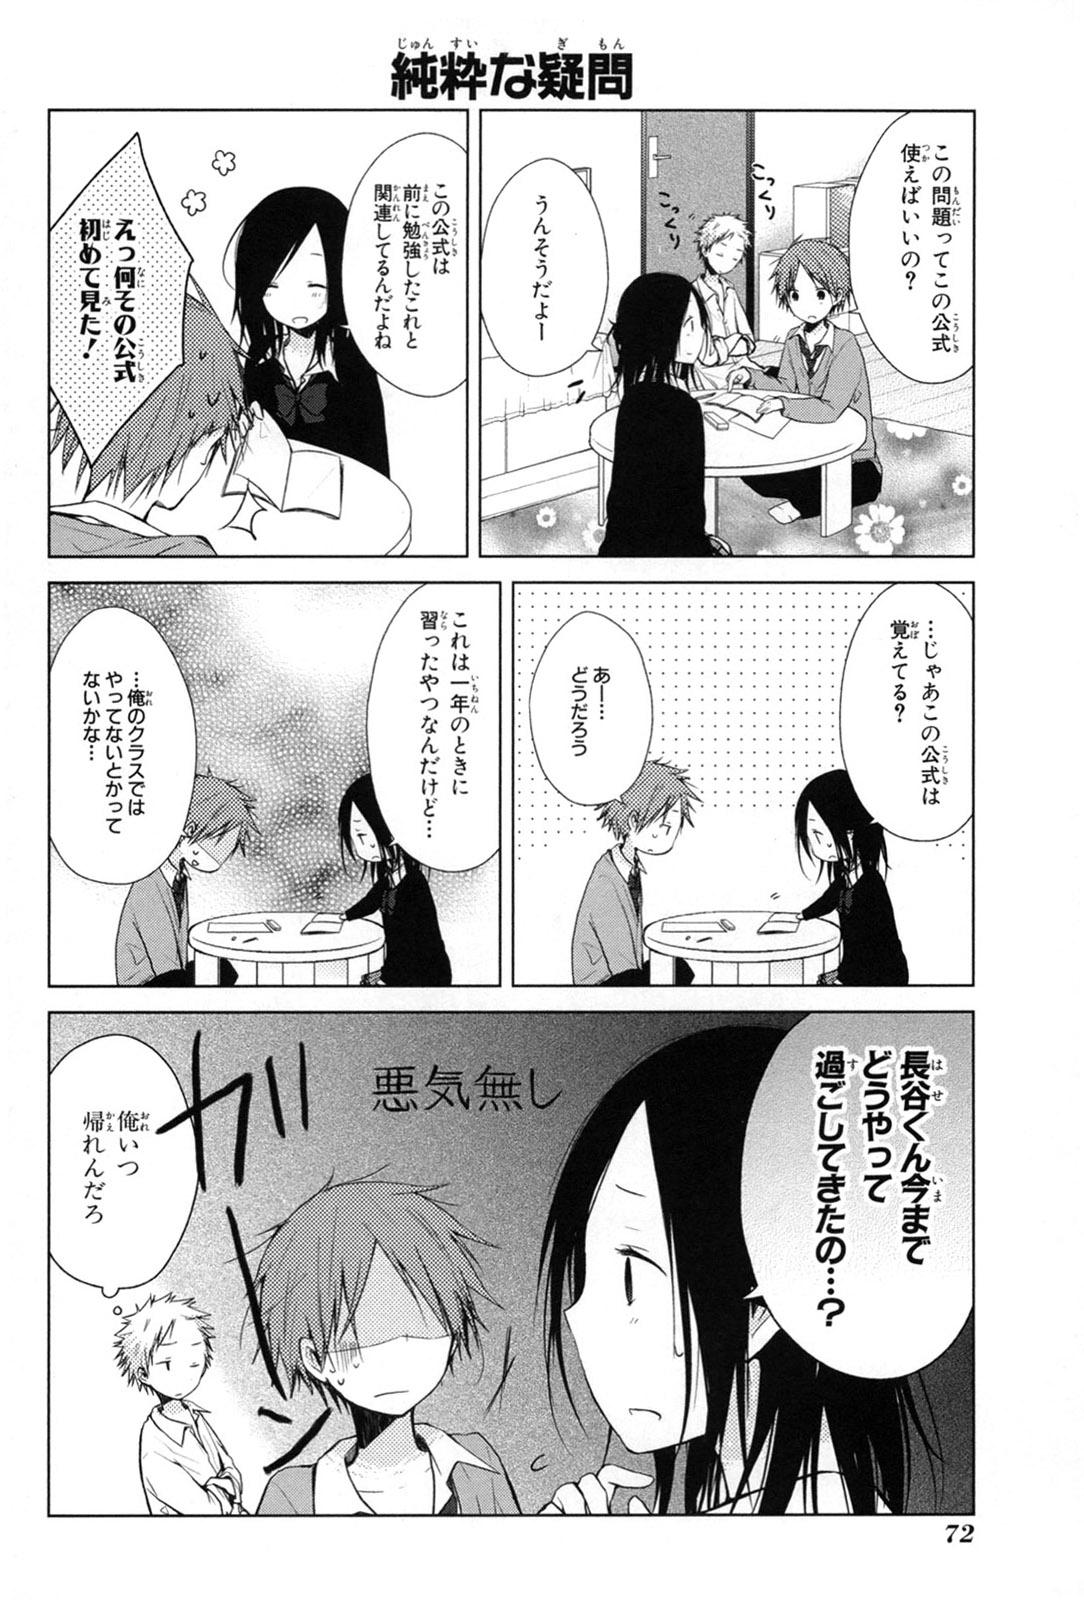 純粋な疑問
この問題ってこの公式
使えばいいの？
うんそうだよー
こっくり
こっくり
この公式は
前に勉強したこれと
関連してるんだよね
えっ何その公式
初めて見た！
…じゃあこの公式は
覚えてる？
あー…
どうだろう
これは一年のときに
習ったやつなんだけど…
…俺のクラスでは
やってないとかって
ないかな…
長谷くん今まで
どうやって
過ごしてきたの…？
悪気無し
ガーン
俺いつ
帰れんだろ
72